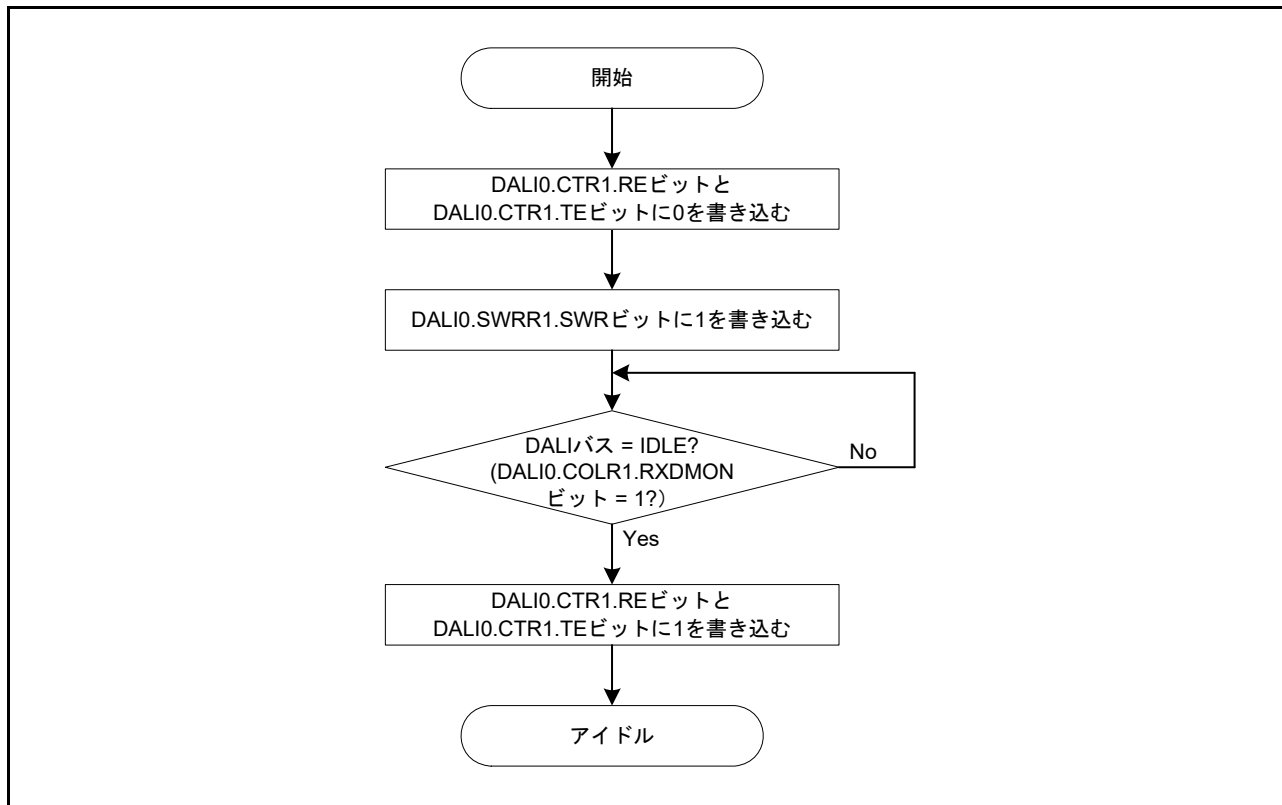 開始
DALI0.CTR1.REビットと
DALI0.CTR1.TEビットに0を書き込む
DALI0.SWRR1.SWRビットに1を書き込む
DALIバス = IDLE?
(DALI0.COLR1.RXDMON
ビット = 1?）
No
Yes
DALI0.CTR1.REビットと
DALI0.CTR1.TEビットに1を書き込む
アイドル